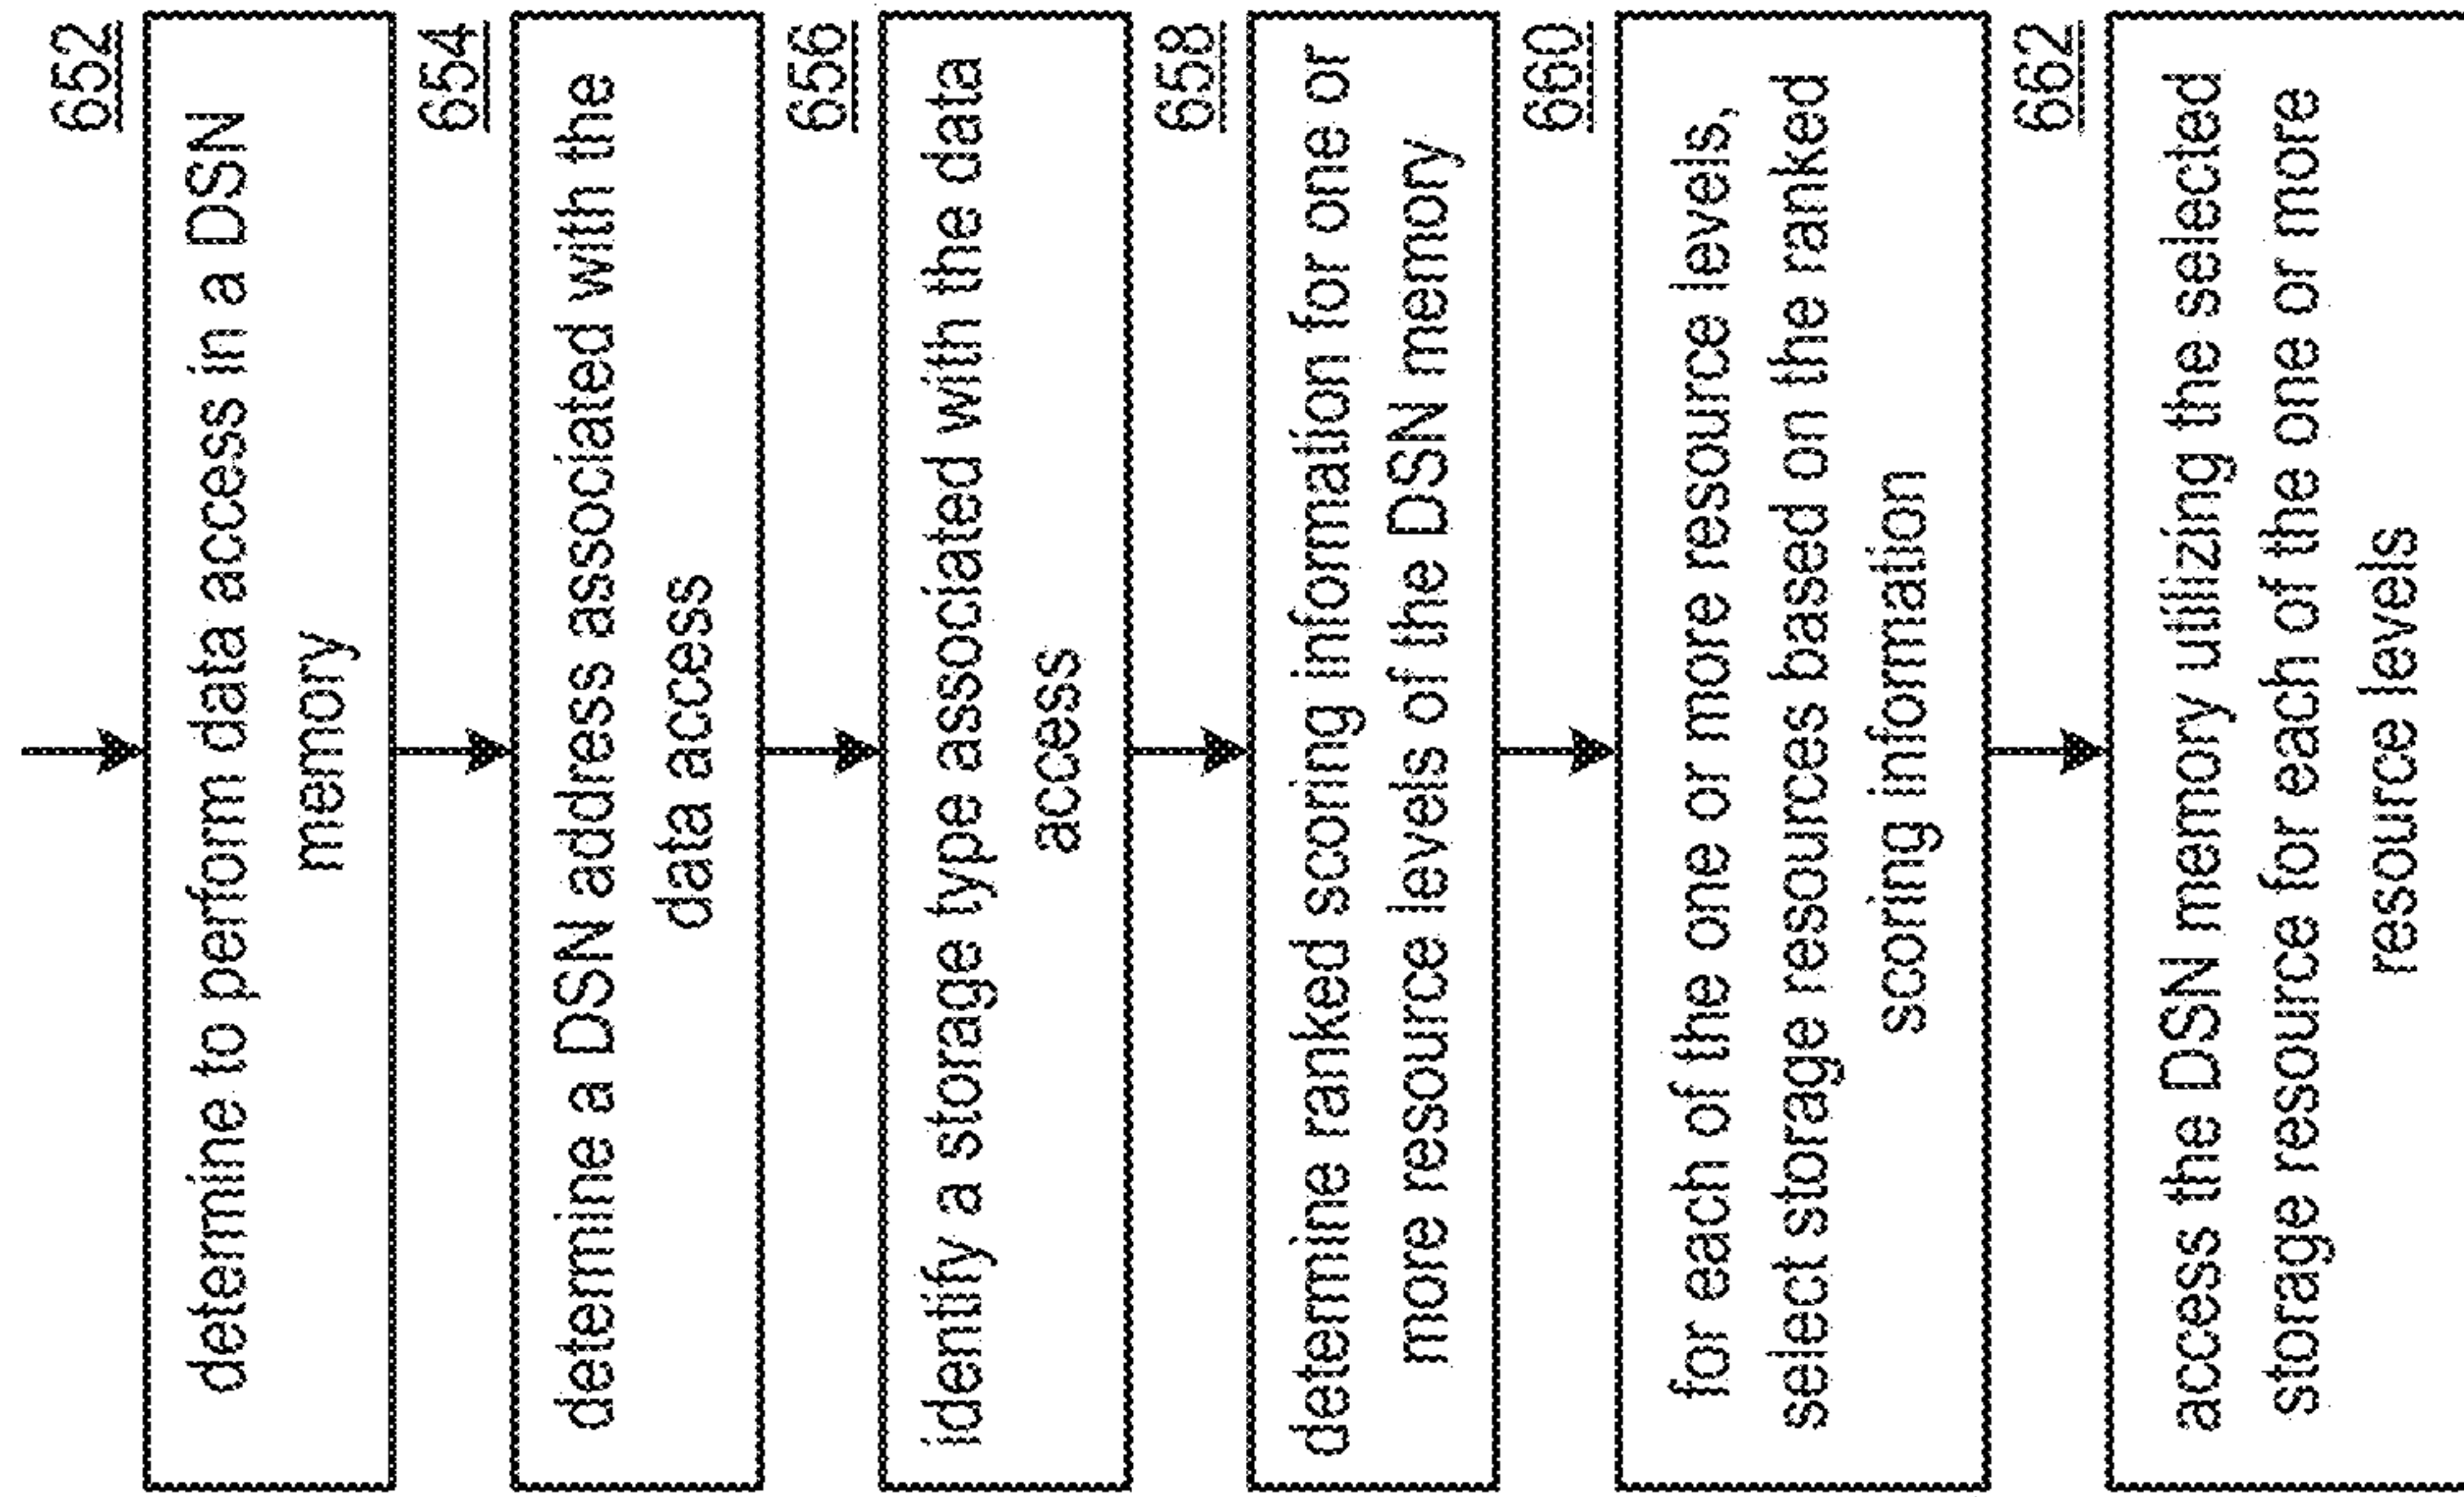 652
determine to perform data access in a DSN
memory
654
determine a DSN address associated with the
data access
656
identify a storage type associated with the data
access
658
determine ranked scoring information for one or
more resource levels of the DSN memory
660
for each of the one or more resource levels,
select storage resources based on the ranked
scoring information
662
access the DSN memory utilizing the selected
storage resource for each of the one or more
resource levels